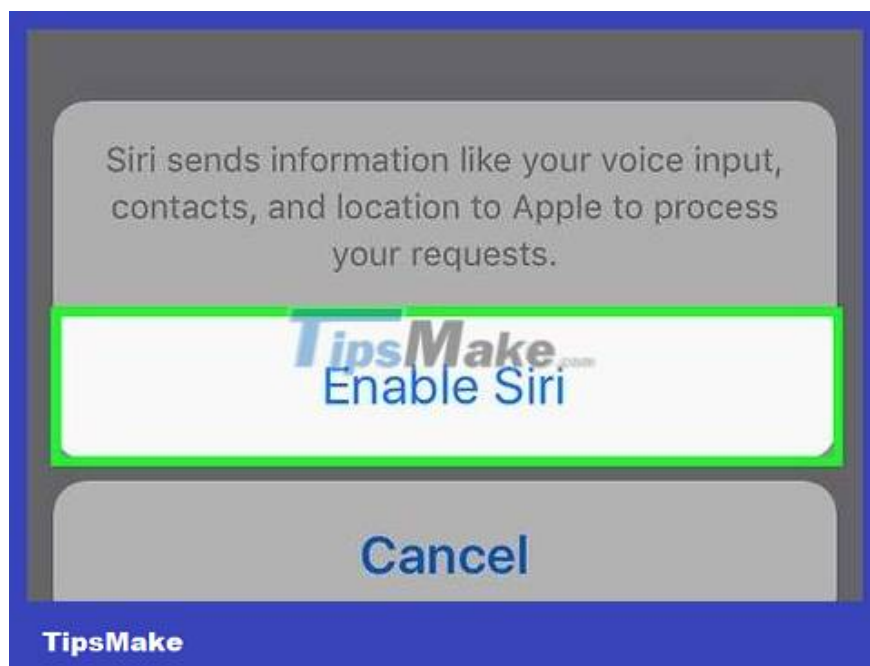 Siri sends information like your voice input,
contacts, and location to Apple to process
your requests.
TipsMake.com
Enable Siri
Cancel
TipsMake